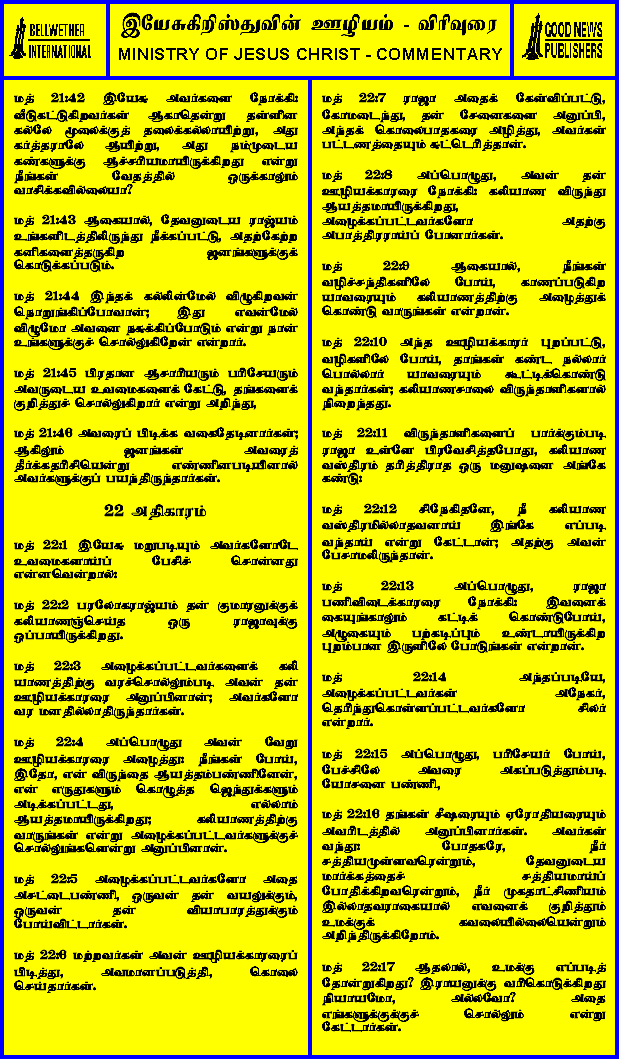 BELLWETHER
INTERNATIONAL
இயேசுகிறிஸ்துவின் ஊழியம் - விரிவுரை
MINISTRY OF JESUS CHRIST - COMMENTARY
GOOD NEWS
PUBLISHERS
மத் 21:42 இயேசு அவர்களை நோக்கி:
வீடுகட்டுகிறவர்கள் ஆகாதென்று தள்ளின
கல்லே மூலைக்குத் தலைக்கல்லாயிற்று, அது
கர்த்தராலே ஆயிற்று, அது நம்முடைய
கண்களுக்கு ஆச்சரியமாயிருக்கிறது என்று
நீங்கள் வேதத்தில் ஒருக்காலும்
வாசிக்கவில்லையா?
மத் 21:43 ஆகையால், தேவனுடைய ராஜ்யம்
உங்களிடத்திலிருந்து நீக்கப்பட்டு, அதற்கேற்ற
கனிகளைத்தருகிற ஜனங்களுக்குக்
கொடுக்கப்படும்.
மத் 21:44 இந்தக் கல்லின்மேல் விழுகிறவன்
நொறுங்கிப்போவான்; இது எவன்மேல்
விழுமோ அவனை நசுக்கிப்போடும் என்று நான்
உங்களுக்குச் சொல்லுகிறேன் என்றார்.
மத் 21:45 பிரதான ஆசாரியரும் பரிசேயரும்
அவருடைய உவமைகளைக் கேட்டு, தங்களைக்
குறித்துச் சொல்லுகிறார் என்று அறிந்து,
மத் 21:46 அவரைப் பிடிக்க வகைதேடினார்கள்;
ஆகிலும் ஜனங்கள் அவரைத்
தீர்க்கதரிசியென்று எண்ணினபடியினால்
அவர்களுக்குப் பயந்திருந்தார்கள்.
22 அதிகாரம்
மத் 22:1 இயேசு மறுபடியும் அவர்களோடே
உவமைகளாய்ப் பேசிச் சொன்னது
என்னவென்றால்:
மத் 22:2 பரலோகராஜ்யம் தன் குமாரனுக்குக்
கலியாணஞ்செய்த ஒரு ராஜாவுக்கு
ஒப்பாயிருக்கிறது.
மத் 22:3 அழைக்கப்பட்டவர்களைக் கலி
யாணத்திற்கு வரச்சொல்லும்படி அவன் தன்
ஊழியக்காரரை அனுப்பினான்; அவர்களோ
வர மனதில்லாதிருந்தார்கள்.
மத் 22:4 அப்பொழுது அவன் வேறு
ஊழியக்காரரை அழைத்து: நீங்கள் போய்,
இதோ, என் விருந்தை ஆயத்தம்பண்ணினேன்,
என் எருதுகளும் கொழுத்த ஜெந்துக்களும்
அடிக்கப்பட்டது, எல்லாம்
ஆயத்தமாயிருக்கிறது; கலியாணத்திற்கு
வாருங்கள் என்று அழைக்கப்பட்டவர்களுக்குச்
சொல்லுங்களென்று அனுப்பினான்.
மத் 22:5 அழைக்கப்பட்டவர்களோ அதை
அசட்டைபண்ணி, ஒருவன் தன் வயலுக்கும்,
ஒருவன் தன் வியாபாரத்துக்கும்
போய்விட்டார்கள்.
மத் 22:6 மற்றவர்கள் அவன் ஊழியக்காரரைப்
பிடித்து, அவமானப்படுத்தி, கொலை
செய்தார்கள்.
மத் 22:7 ராஜா அதைக் கேள்விப்பட்டு,
கோபமடைந்து, தன் சேனைகளை அனுப்பி,
அந்தக் கொலைபாதகரை அழித்து, அவர்கள்
பட்டணத்தையும் சுட்டெரித்தான்.
மத் 22:8 அப்பொழுது, அவன் தன்
ஊழியக்காரரை நோக்கி: கலியாண விருந்து
ஆயத்தமாயிருக்கிறது,
அழைக்கப்பட்டவர்களோ அதற்கு
அபாத்திரராய்ப் போனார்கள்.
மத் 22:9 ஆகையால், நீங்கள்
வழிச்சந்திகளிலே போய், காணப்படுகிற
யாவரையும் கலியாணத்திற்கு அழைத்துக்
கொண்டு வாருங்கள் என்றான்.
மத் 22:10 அந்த ஊழியக்காரர் புறப்பட்டு,
வழிகளிலே போய், தாங்கள் கண்ட நல்லார்
பொல்லார் யாவரையும் கூட்டிக்கொண்டு
வந்தார்கள்; கலியாணசாலை விருந்தாளிகளால்
நிறைந்தது.
மத் 22:11 விருந்தாளிகளைப் பார்க்கும்படி
ராஜா உள்ளே பிரவேசித்தபோது, கலியாண
வஸ்திரம் தரித்திராத ஒரு மனுஷனை அங்கே
கண்டு:
மத் 22:12 சிநேகிதனே, நீ கலியாண
வஸ்திரமில்லாதவனாய் இங்கே எப்படி
வந்தாய் என்று கேட்டான்; அதற்கு அவன்
பேசாமலிருந்தான்.
மத் 22:13 அப்பொழுது, ராஜா
பணிவிடைக்காரரை நோக்கி: இவனைக்
கையுங்காலும் கட்டிக் கொண்டுபோய்,
அழுகையும் பற்கடிப்பும் உண்டாயிருக்கிற
புறம்பான இருளிலே போடுங்கள் என்றான்.
மத் 22:14 அந்தப்படியே,
அழைக்கப்பட்டவர்கள் அநேகர்,
தெரிந்துகொள்ளப்பட்டவர்களோ சிலர்
என்றார்.
மத் 22:15 அப்பொழுது, பரிசேயர் போய்,
பேச்சிலே அவரை அகப்படுத்தும்படி
யோசனை பண்ணி,
மத் 22:16 தங்கள் சீஷரையும் ஏரோதியரையும்
அவரிடத்தில் அனுப்பினார்கள். அவர்கள்
வந்து: போதகரே, நீர்
சத்தியமுள்ளவரென்றும், தேவனுடைய
மார்க்கத்தைச் சத்தியமாய்ப்
போதிக்கிறவரென்றும், நீர் முகதாட்சிணியம்
இல்லாதவராகையால் எவனைக் குறித்தும்
உமக்குக் கவலையில்லையென்றும்
அறிந்திருக்கிறோம்.
மத் 22:17 ஆதலால், உமக்கு எப்படித்
தோன்றுகிறது? இராயனுக்கு வரிகொடுக்கிறது
நியாயமோ, அல்லவோ? அதை
எங்களுக்குக்குச் சொல்லும் என்று
கேட்டார்கள்.